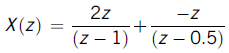 X(z) = 2z/(z − 1) + −z/(z − 0.5)